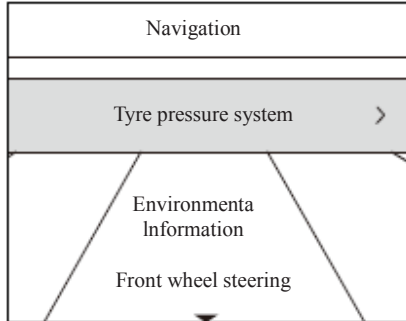 Navigation
Tyre pressure system
Environmenta
lnformation
Front wheel steering